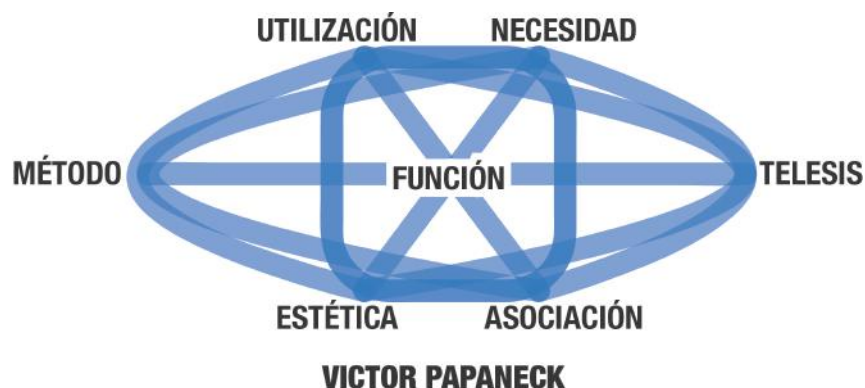 UTILIZACIÓN NECESIDAD
MÉTODO FUNCIÓN TELESIS
ESTÉTICA ASOCIACIÓN
VICTOR PAPANECK